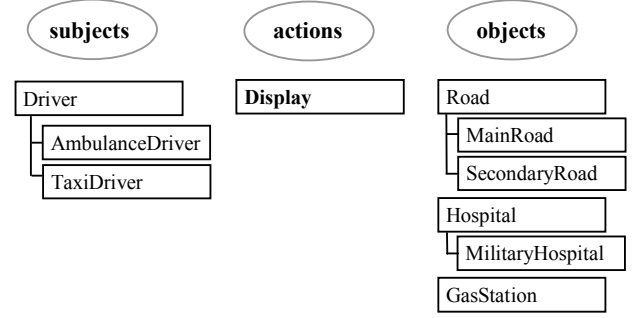 subjects
actions
objects
Driver
AmbulanceDriver
TaxiDriver
Display
Road
MainRoad
SecondaryRoad
Hospital
MilitaryHospital
GasStation